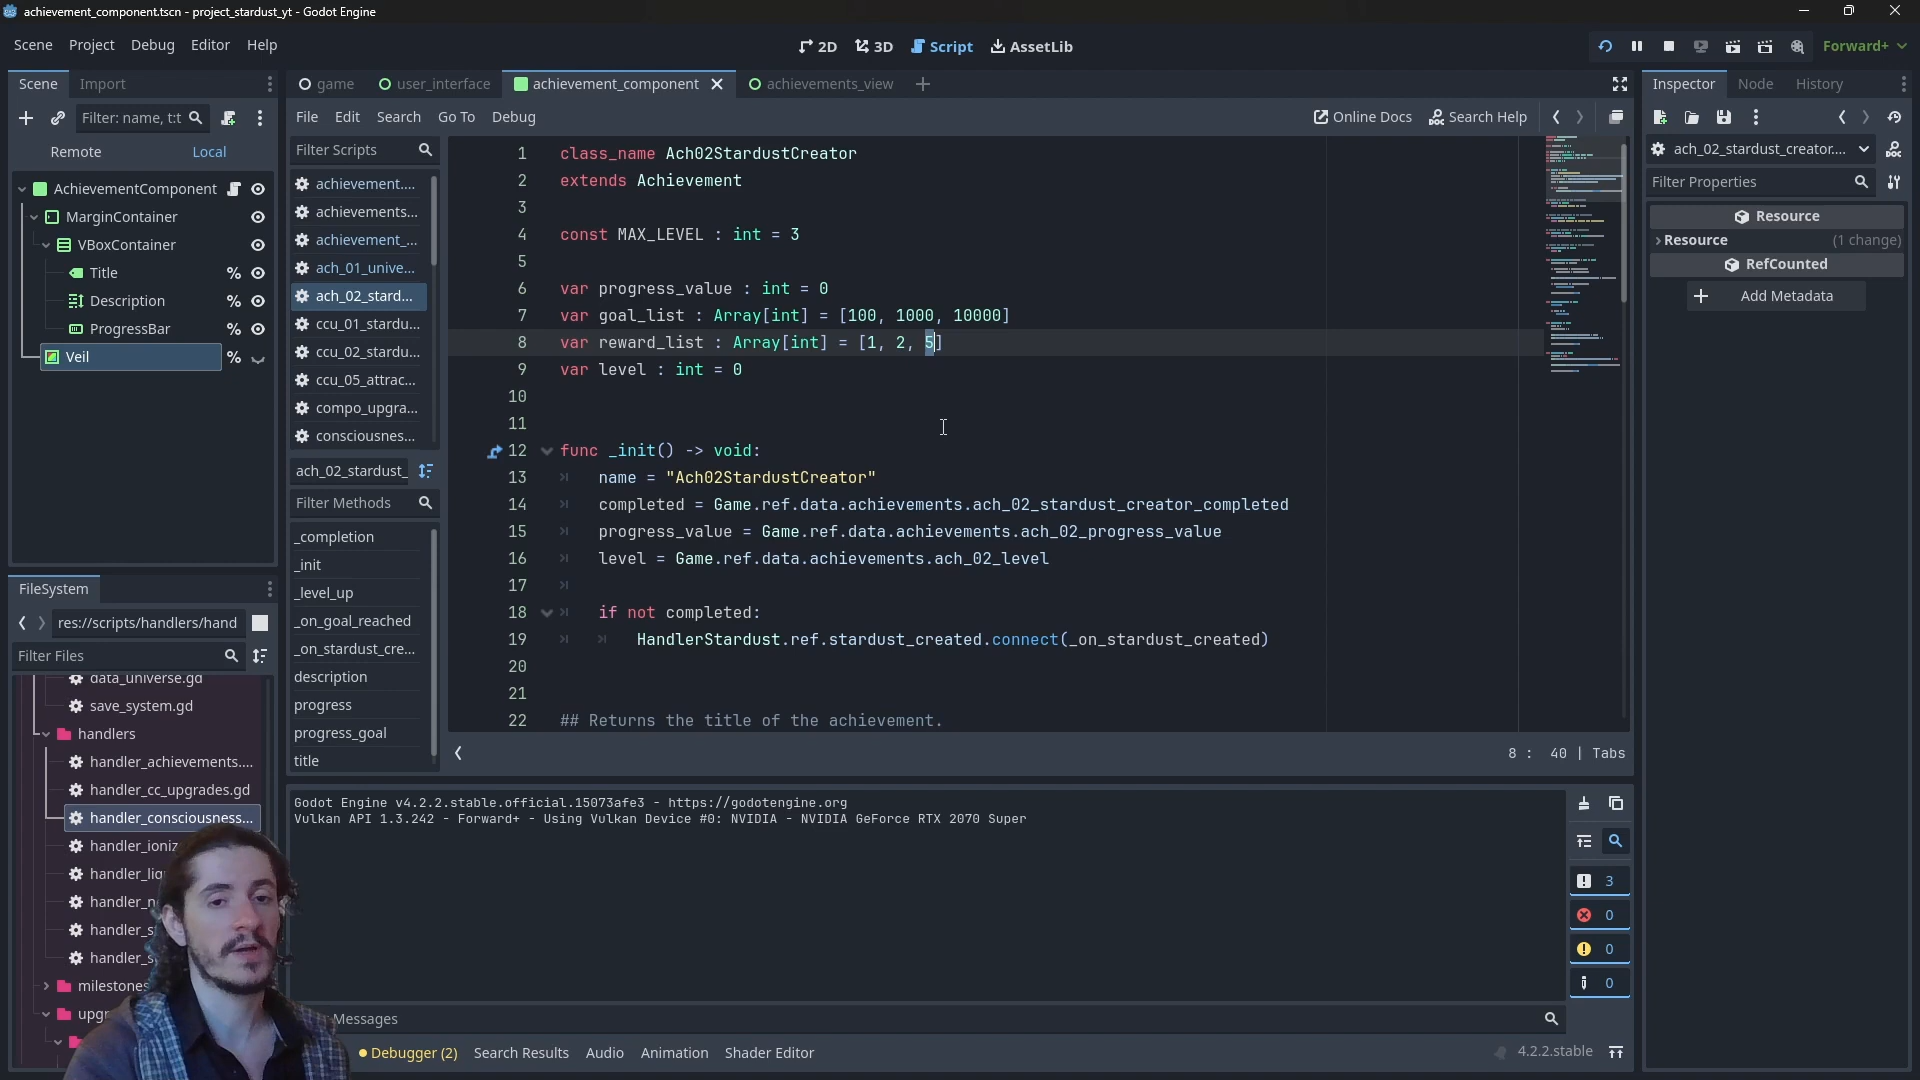 achievement_component.tscn - project_stardust_yt - Godot Engine
Scene Project Debug Editor Help
2D 3D Script AssetLib
Forward+
Scene Import
game user_interface achievement_component achievements_view
Inspector Node History
Filter: name, t:t
File Edit Search Go To Debug
Online Docs Search Help
Remote Local
Filter Scripts
ach_02_stardust_creator....
Filter Properties
AchievementComponent
MarginContainer
VBoxContainer
Title %
Description %
ProgressBar %
Veil %
achievement....
achievements...
achievement_...
ach_01_unive...
ach_02_stard...
ccu_01_stardu...
ccu_02_stardu...
ccu_05_attrac...
compo_upgra...
consciousnes...
ach_02_stardust_
Filter Methods
_completion
_init
_level_up
_on_goal_reached
_on_stardust_cre...
description
progress
progress_goal
title
1 class_name Ach02StardustCreator
2 extends Achievement
3
4 const MAX_LEVEL : int = 3
5
6 var progress_value : int = 0
7 var goal_list : Array[int] = [100, 1000, 10000]
8 var reward_list : Array[int] = [1, 2, 5]
9 var level : int = 0
10
11
12 func _init() -> void:
13 name = "Ach02StardustCreator"
14 completed = Game.ref.data.achievements.ach_02_stardust_creator_completed
15 progress_value = Game.ref.data.achievements.ach_02_progress_value
16 level = Game.ref.data.achievements.ach_02_level
17
18 if not completed:
19 HandlerStardust.ref.stardust_created.connect(_on_stardust_created)
20
21
22 ## Returns the title of the achievement.
8 : 40 | Tabs
Resource
Resource (1 change)
RefCounted
Add Metadata
FileSystem
res://scripts/handlers/hand
Filter Files
data_universe.gd
save_system.gd
handlers
handler_achievements....
handler_cc_upgrades.gd
handler_consciousness...
handler_ioniz
handler_liq
handler_n
handler_s
handler_s
milestones
upgr
Godot Engine v4.2.2.stable.official.15073afe3 - https://godotengine.org
Vulkan API 1.3.242 - Forward+ - Using Vulkan Device #0: NVIDIA - NVIDIA GeForce RTX 2070 Super
3
0
0
0
Messages
Debugger (2) Search Results Audio Animation Shader Editor
4.2.2.stable